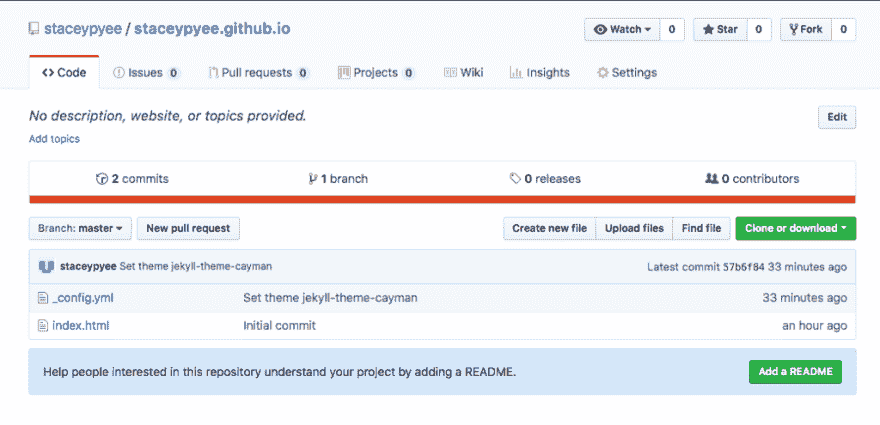 staceypyee / staceypyee.github.io Watch 0 Star 0 Fork 0
Code Issues 0 Pull requests 0 Projects 0 Wiki Insights Settings
No description, website, or topics provided. Edit
Add topics
2 commits 1 branch 0 releases 0 contributors
Branch: master New pull request Create new file Upload files Find file Clone or download
staceypyee Set theme jekyll-theme-cayman Latest commit 57b6f84 33 minutes ago
_config.yml Set theme jekyll-theme-cayman 33 minutes ago
index.html Initial commit an hour ago
Help people interested in this repository understand your project by adding a README. Add a README